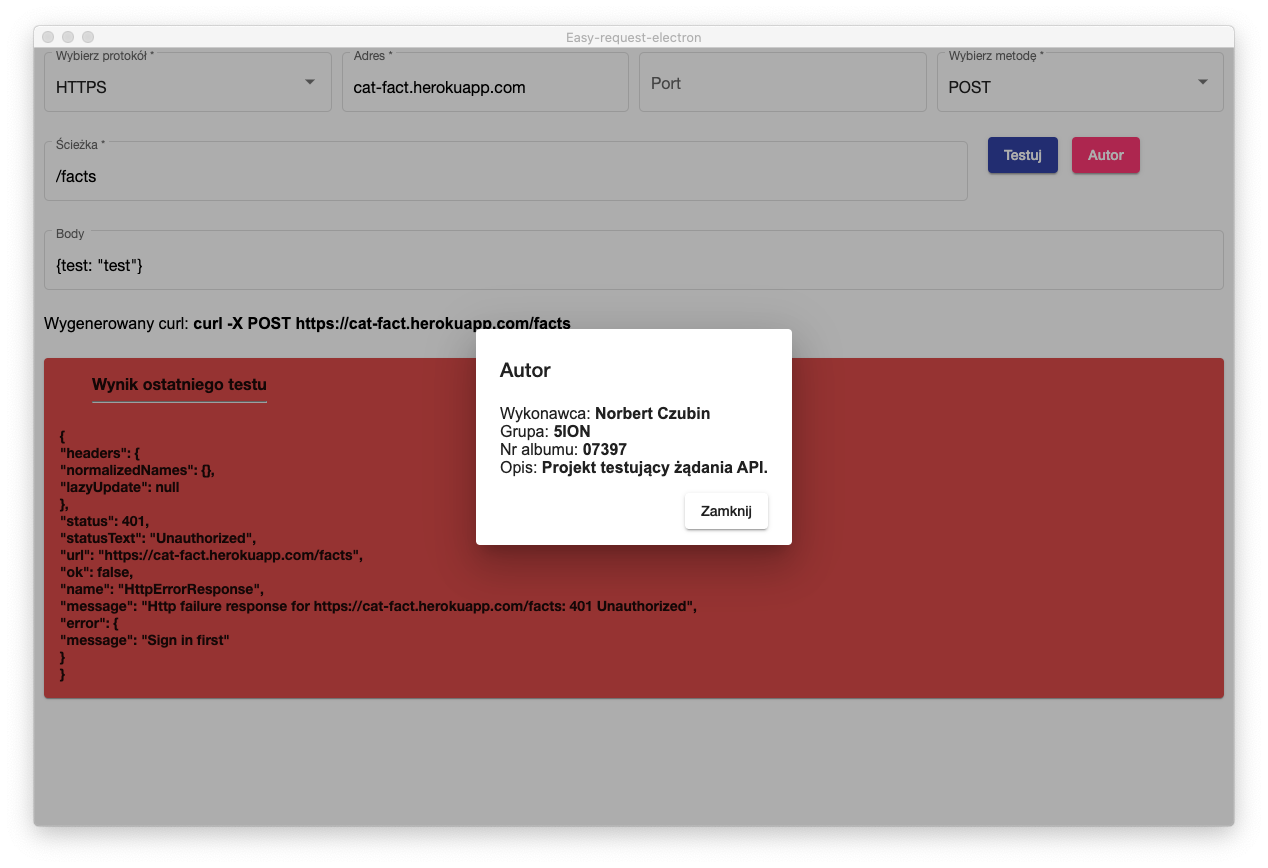 Easy-request-electron
Wybierz protokół *
HTTPS
Adres *
cat-fact.herokuapp.com
Port
Wybierz metodę *
POST
Ścieżka *
/facts
Testuj
Autor
Body
{test: "test"}
Wygenerowany curl: curl -X POST https://cat-fact.herokuapp.com/facts
Wynik ostatniego testu
{
"headers": {
"normalizedNames": {},
"lazyUpdate": null
},
"status": 401,
"statusText": "Unauthorized",
"url": "https://cat-fact.herokuapp.com/facts",
"ok": false,
"name": "HttpErrorResponse",
"message": "Http failure response for https://cat-fact.herokuapp.com/facts: 401 Unauthorized",
"error": {
"message": "Sign in first"
}
}
Autor
Wykonawca: Norbert Czubin
Grupa: 5ION
Nr albumu: 07397
Opis: Projekt testujący żądania API.
Zamknij